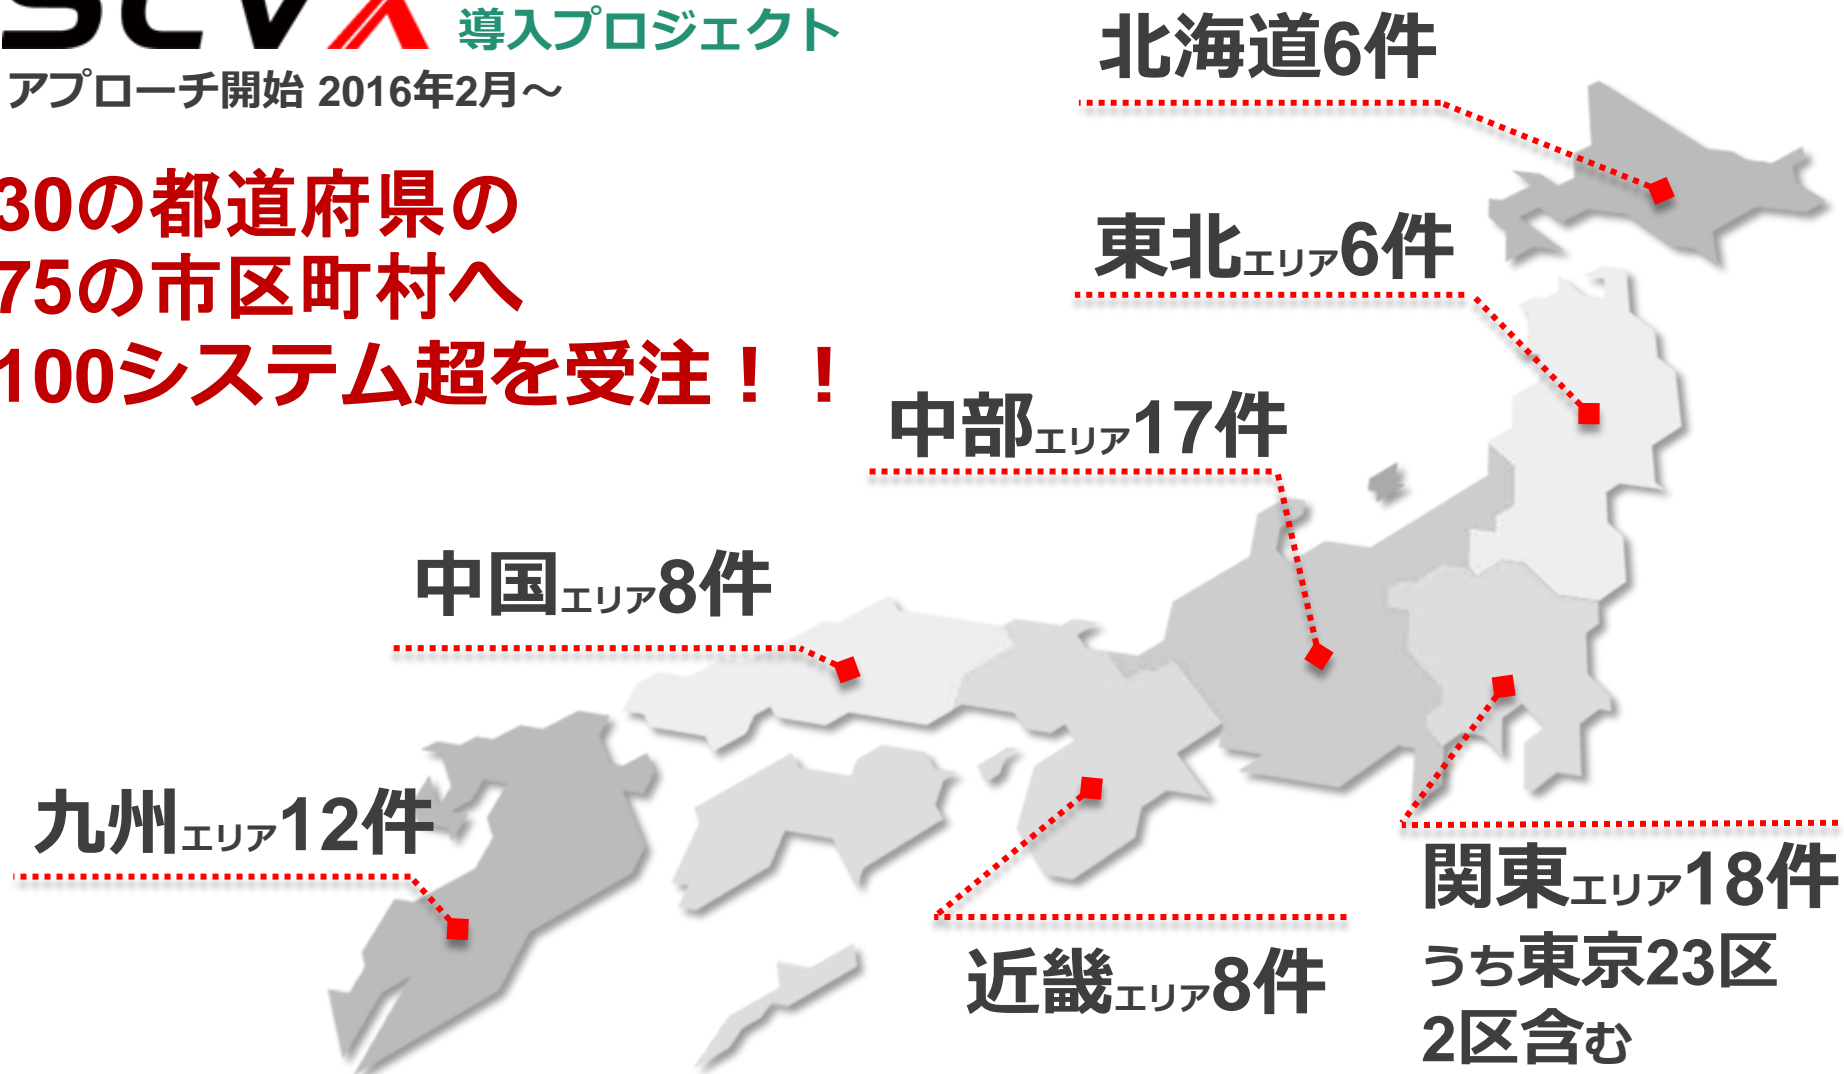 SCVX 導入プロジェクト
アプローチ開始 2016年2月～
30の都道府県の
75の市区町村へ
100システム超を受注！！
北海道6件
東北エリア6件
中部エリア17件
中国エリア8件
九州エリア12件
近畿エリア8件
関東エリア18件
うち東京23区
2区含む